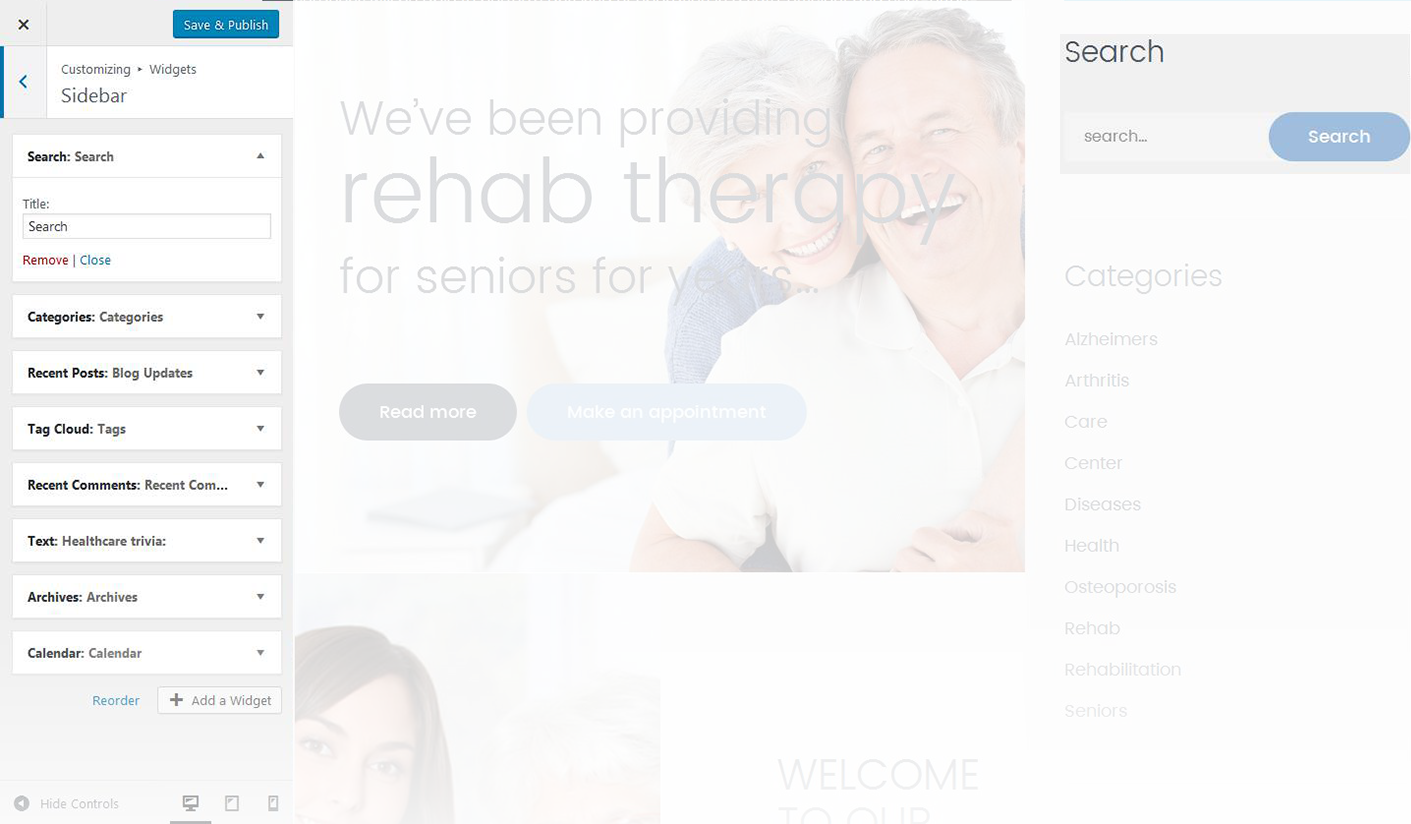 Save & Publish
Customizing ▸ Widgets
Sidebar
Search: Search
Title:
Search
Remove | Close
Categories: Categories
Recent Posts: Blog Updates
Tag Cloud: Tags
Recent Comments: Recent Com...
Text: Healthcare trivia:
Archives: Archives
Calendar: Calendar
Reorder
Add a Widget
Hide Controls
We’ve been providing
rehab therapy
for seniors for years...
Read more
Make an appointment
WELCOME
TO OUR
Search
search...
Search
Categories
Alzheimers
Arthritis
Care
Center
Diseases
Health
Osteoporosis
Rehab
Rehabilitation
Seniors